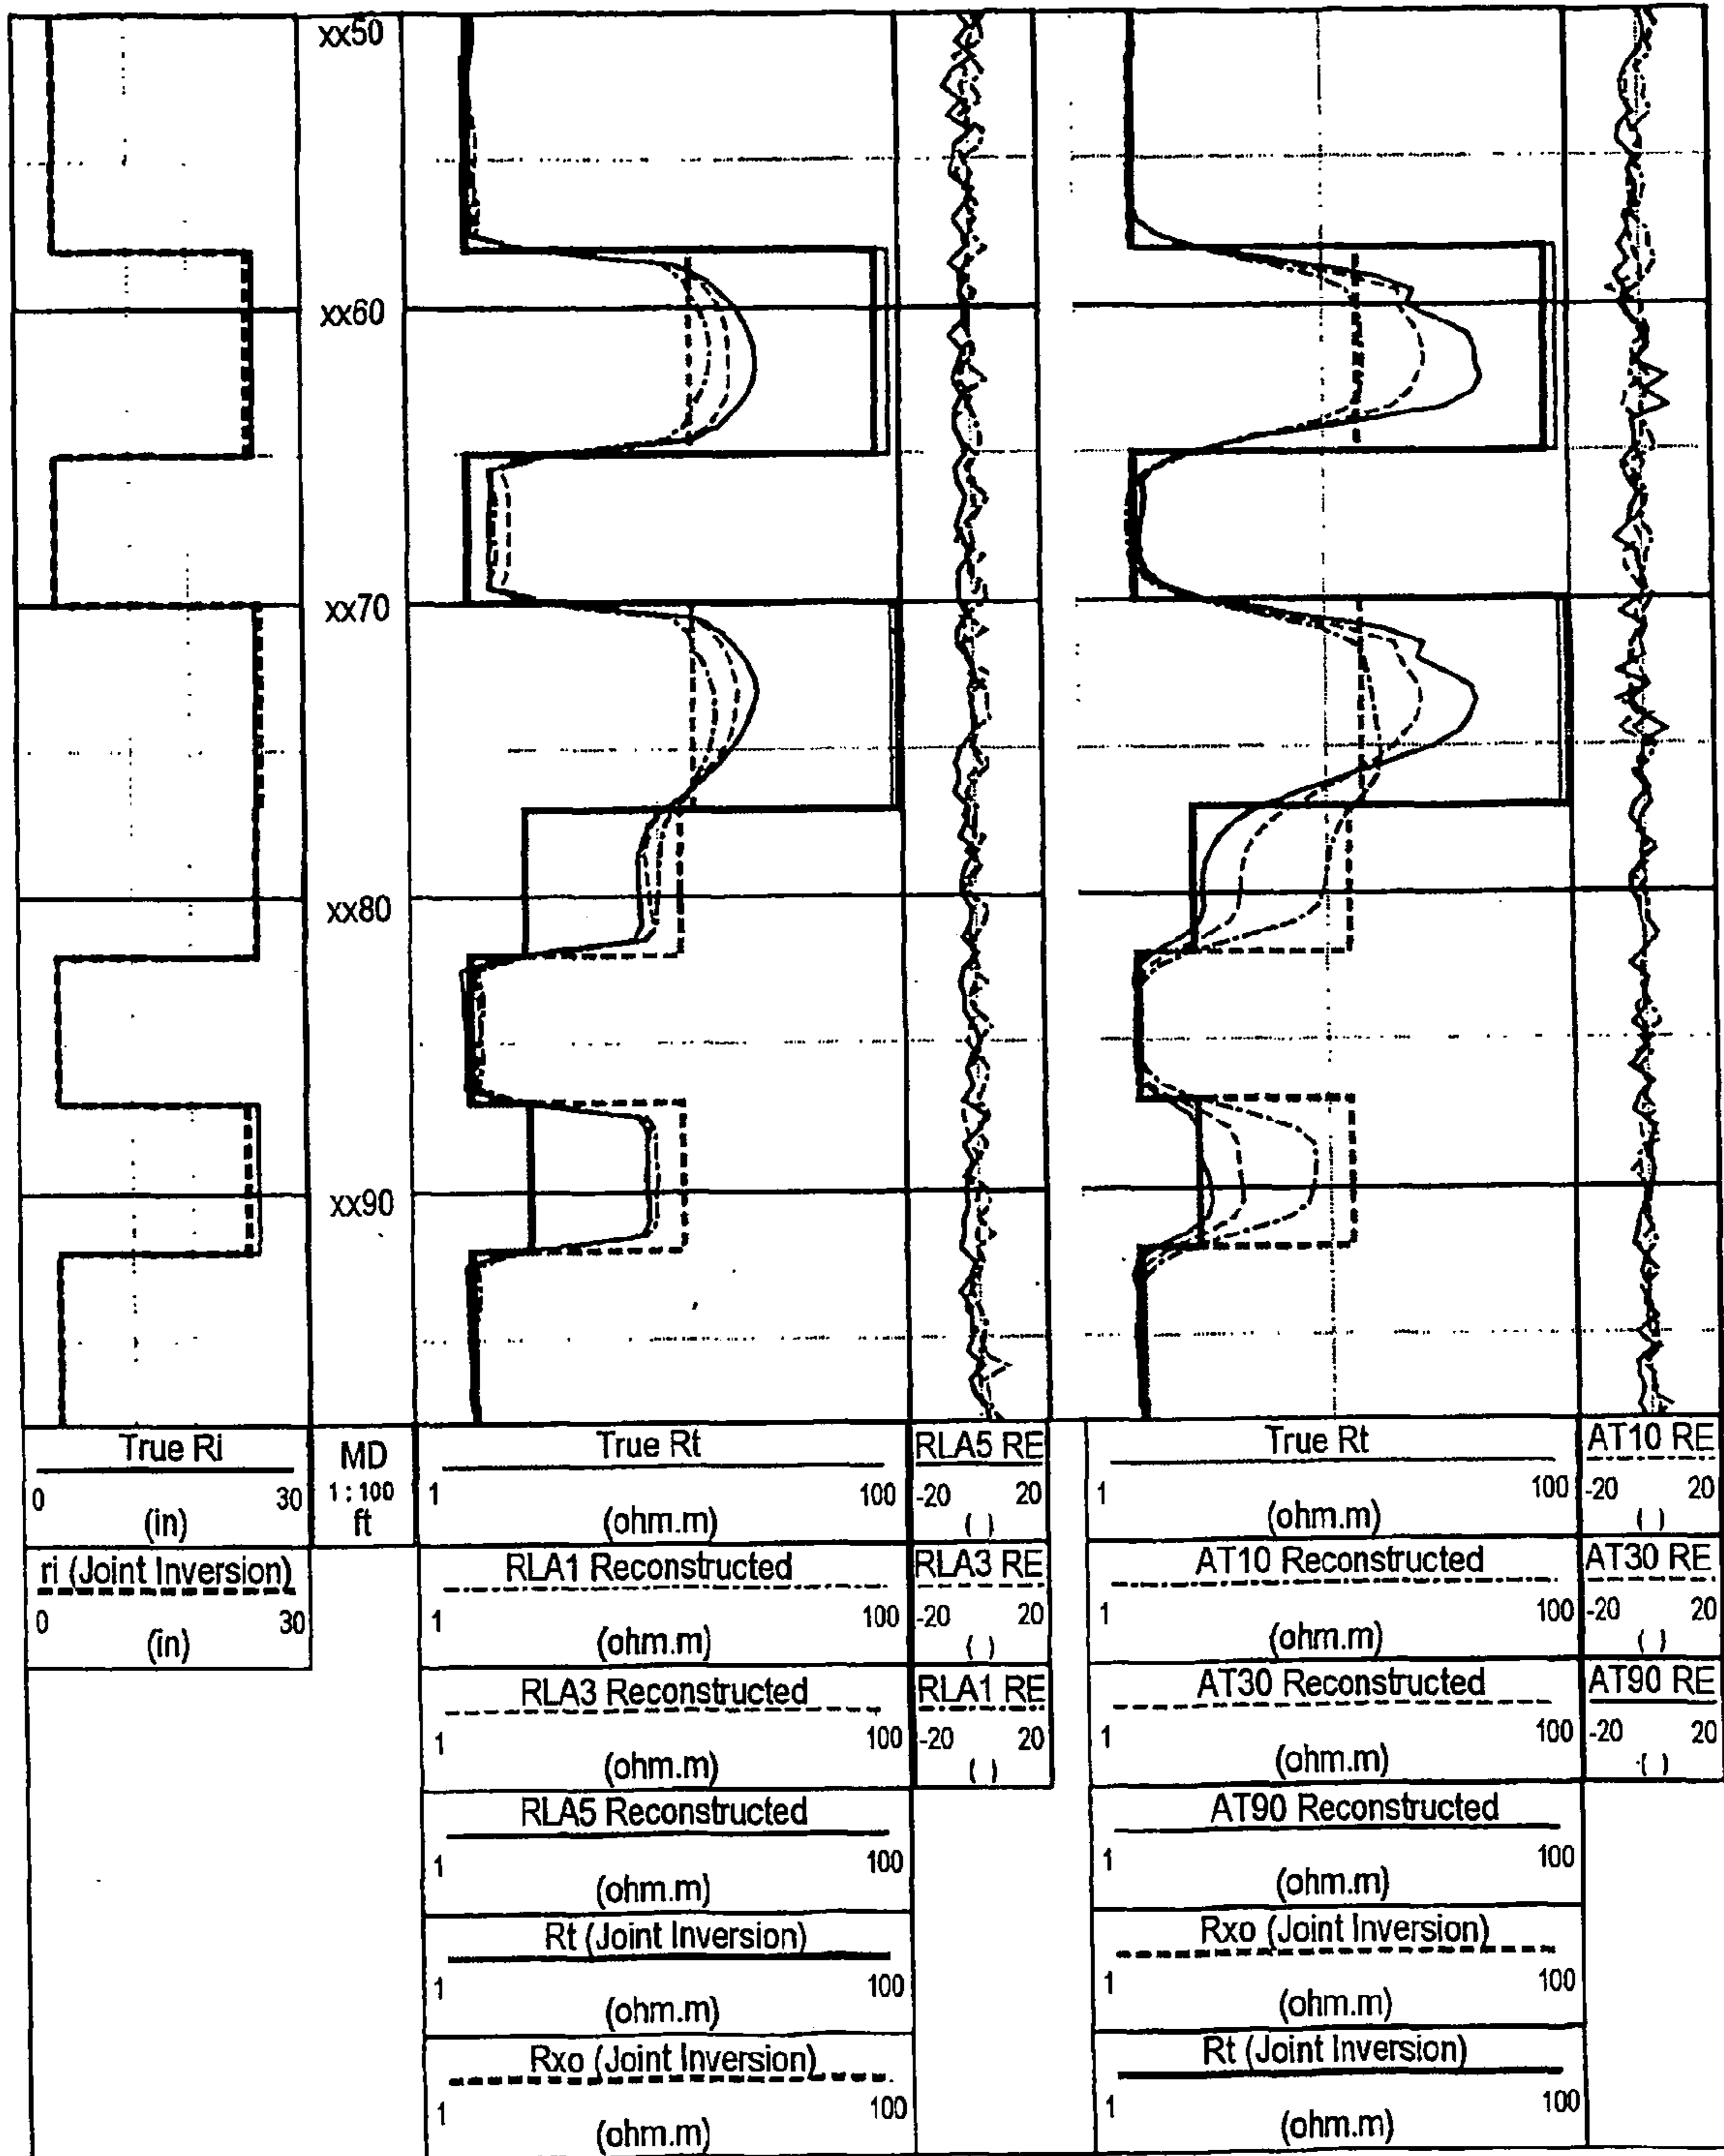 xx50
xx60
xx70
xx80
xx90
True Ri
0 30
(in)
ri (Joint Inversion)
0 30
(in)
MD
1 : 100
ft
True Rt
1 100
(ohm.m)
RLA1 Reconstructed
1 100
(ohm.m)
RLA3 Reconstructed
1 100
(ohm.m)
RLA5 Reconstructed
1 100
(ohm.m)
Rt (Joint Inversion)
1 100
(ohm.m)
Rxo (Joint Inversion)
1 100
(ohm.m)
RLA5 RE
-20 20
( )
RLA3 RE
-20 20
( )
RLA1 RE
-20 20
( )
True Rt
1 100
(ohm.m)
AT10 Reconstructed
1 100
(ohm.m)
AT30 Reconstructed
1 100
(ohm.m)
AT90 Reconstructed
1 100
(ohm.m)
Rxo (Joint Inversion)
1 100
(ohm.m)
Rt (Joint Inversion)
1 100
(ohm.m)
AT10 RE
-20 20
( )
AT30 RE
-20 20
( )
AT90 RE
-20 20
( )